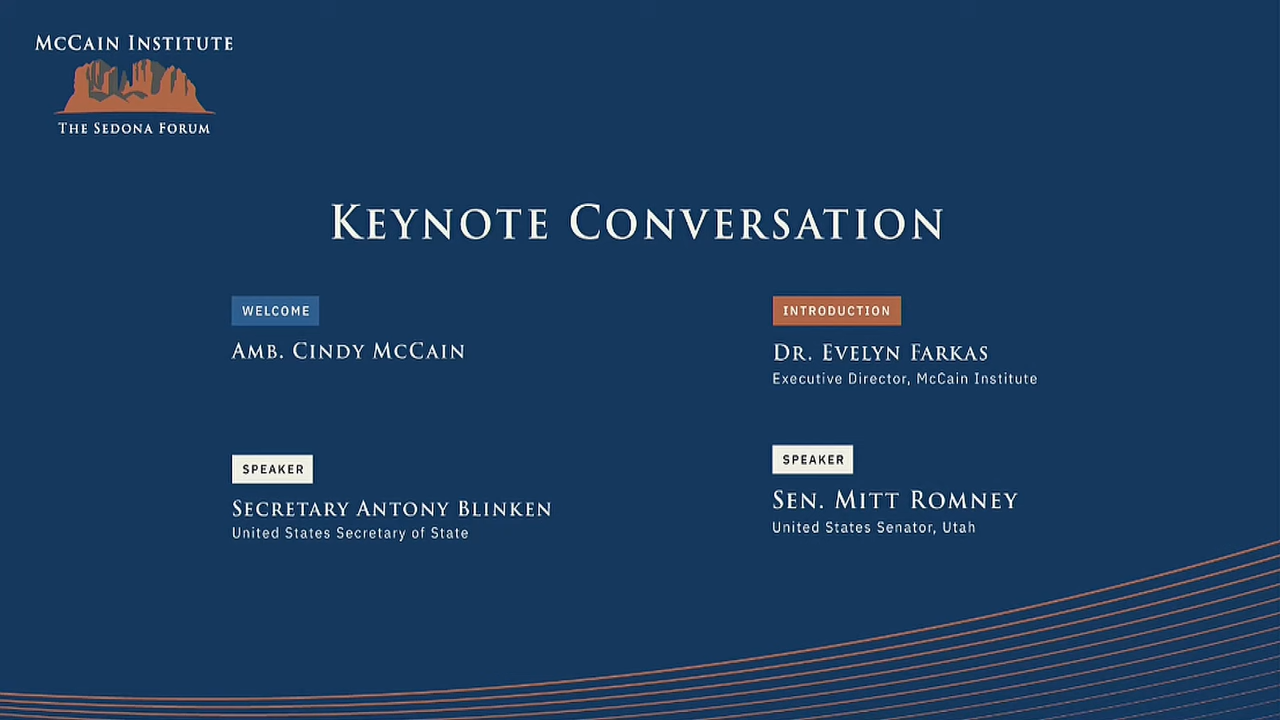 McCain Institute
The Sedona Forum
Keynote Conversation
WELCOME
Amb. Cindy McCain
INTRODUCTION
Dr. Evelyn Farkas
Executive Director, McCain Institute
SPEAKER
Secretary Antony Blinken
United States Secretary of State
SPEAKER
Sen. Mitt Romney
United States Senator, Utah